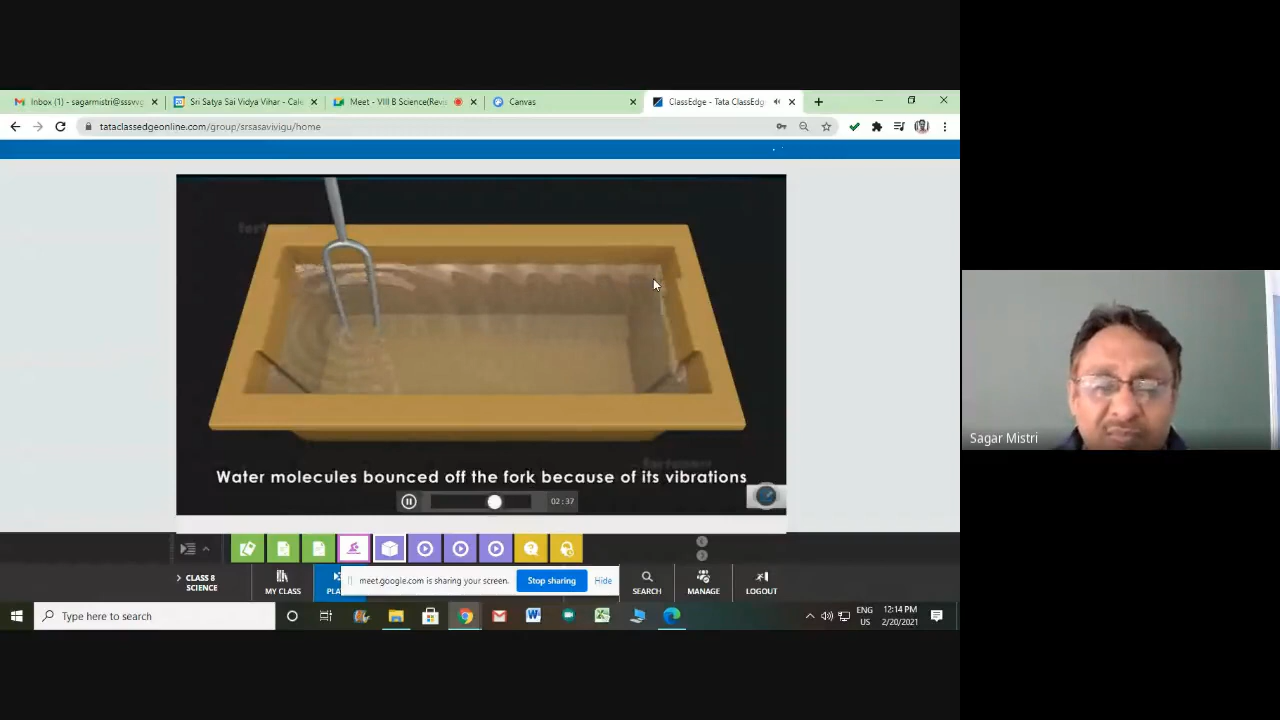 Inbox (1) - sagarmistri@sssvvg
Sri Satya Sai Vidya Vihar - Cale
Meet - VIII B Science(Revi
Canvas
ClassEdge - Tata ClassEdg
tataclassedgeonline.com/group/srsasavivigu/home
Water molecules bounced off the fork because of its vibrations
02:37
Sagar Mistri
CLASS 8
SCIENCE
MY CLASS
meet.google.com is sharing your screen.
Stop sharing
Hide
SEARCH
MANAGE
LOGOUT
Type here to search
ENG
US
12:14 PM
2/20/2021